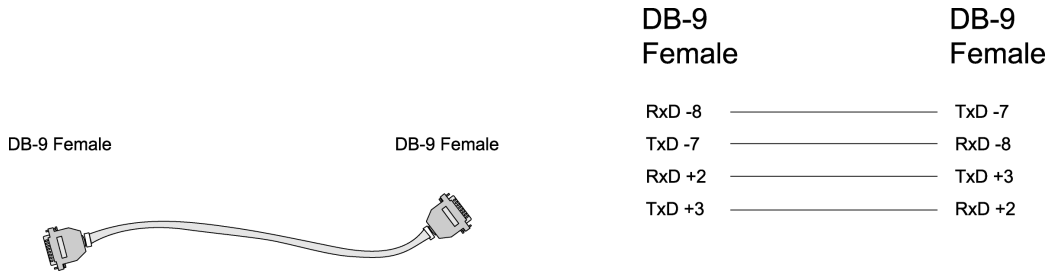 DB-9 Female
DB-9 Female
DB-9 Female
DB-9 Female
RxD -8 TxD -7
TxD -7 RxD -8
RxD +2 TxD +3
TxD +3 RxD +2